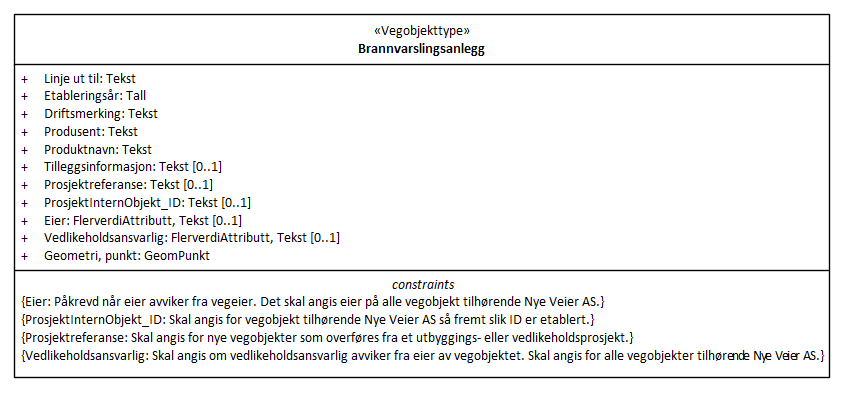 «Vegobjekttype»
Brannvarslingsanlegg
+ Linje ut til: Tekst
+ Etableringsår: Tall
+ Driftsmerking: Tekst
+ Produsent: Tekst
+ Produktnavn: Tekst
+ Tilleggsinformasjon: Tekst [0..1]
+ Prosjektreferanse: Tekst [0..1]
+ ProsjektInternObjekt_ID: Tekst [0..1]
+ Eier: FlerverdiAttributt, Tekst [0..1]
+ Vedlikeholdsansvarlig: FlerverdiAttributt, Tekst [0..1]
+ Geometri, punkt: GeomPunkt
constraints
{Eier: Påkrevd når eier avviker fra vegeier. Det skal angis eier på alle vegobjekt tilhørende Nye Veier AS.}
{ProsjektInternObjekt_ID: Skal angis for vegobjekt tilhørende Nye Veier AS så fremt slik ID er etablert.}
{Prosjektreferanse: Skal angis for nye vegobjekter som overføres fra et utbyggings- eller vedlikeholdsprosjekt.}
{Vedlikeholdsansvarlig: Skal angis om vedlikeholdsansvarlig avviker fra eier av vegobjektet. Skal angis for alle vegobjekter tilhørende Nye Veier AS.}